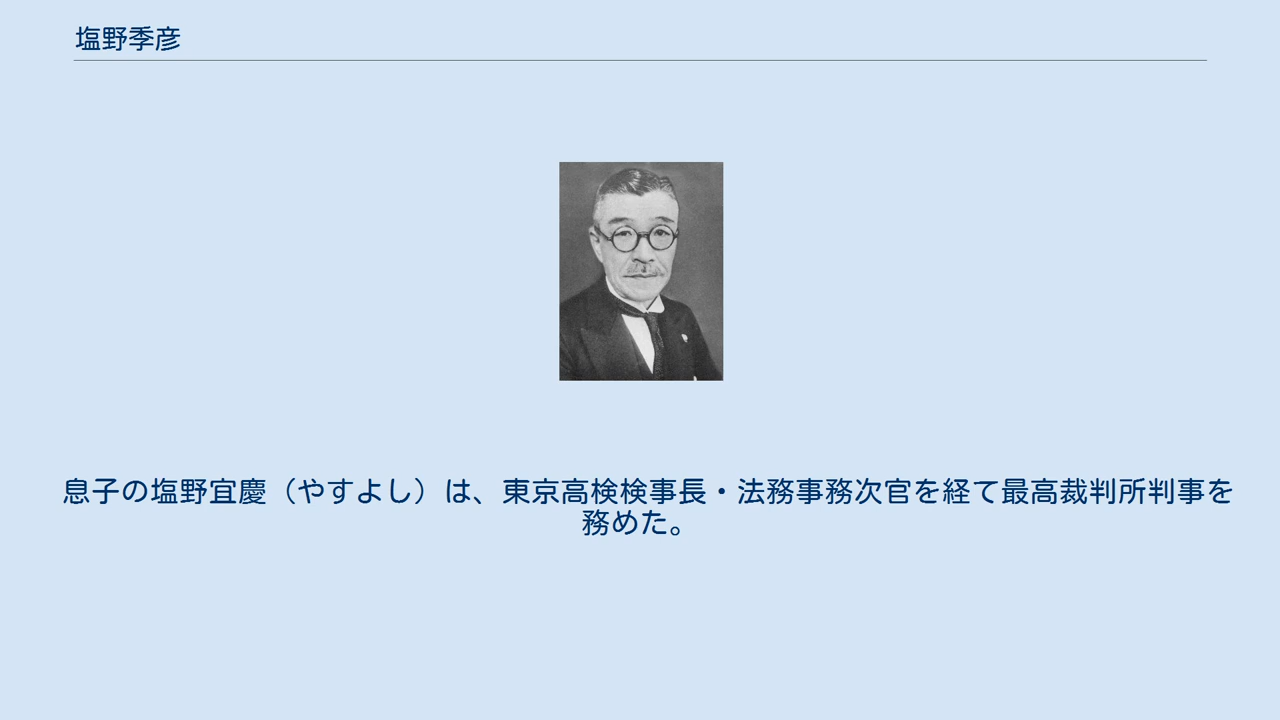 塩野季彦
息子の塩野宜慶（やすよし）は、東京高検検事長・法務事務次官を経て最高裁判所判事を
務めた。